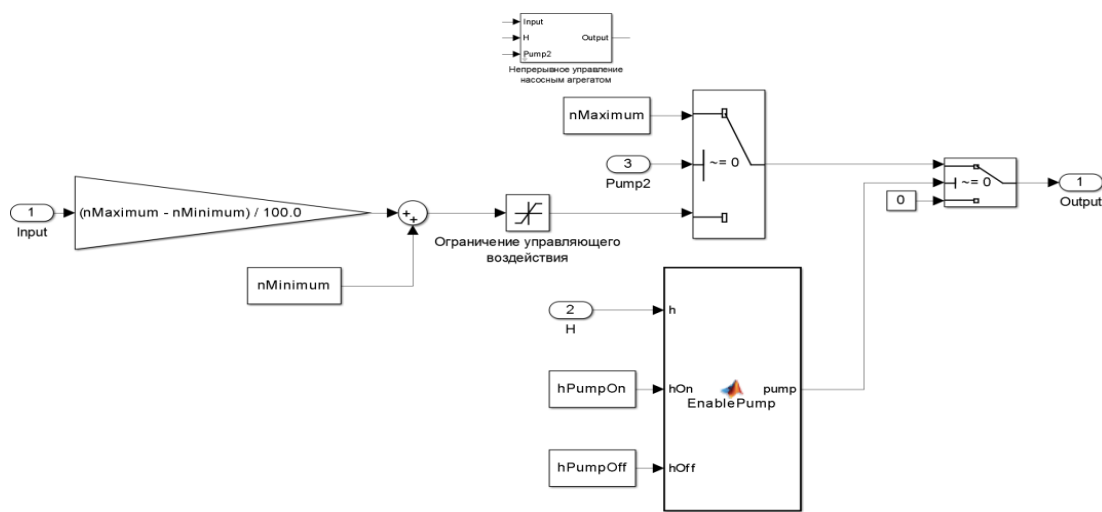 Input
H
Pump2
Output
Непрерывное управление
насосным агрегатом
nMaximum
3
Pump2
~= 0
1
Input
(nMaximum - nMinimum) / 100.0
+
+
Ограничение управляющего
воздействия
nMinimum
~= 0
0
1
Output
2
H
h
hPumpOn
hOn
pump
EnablePump
hPumpOff
hOff